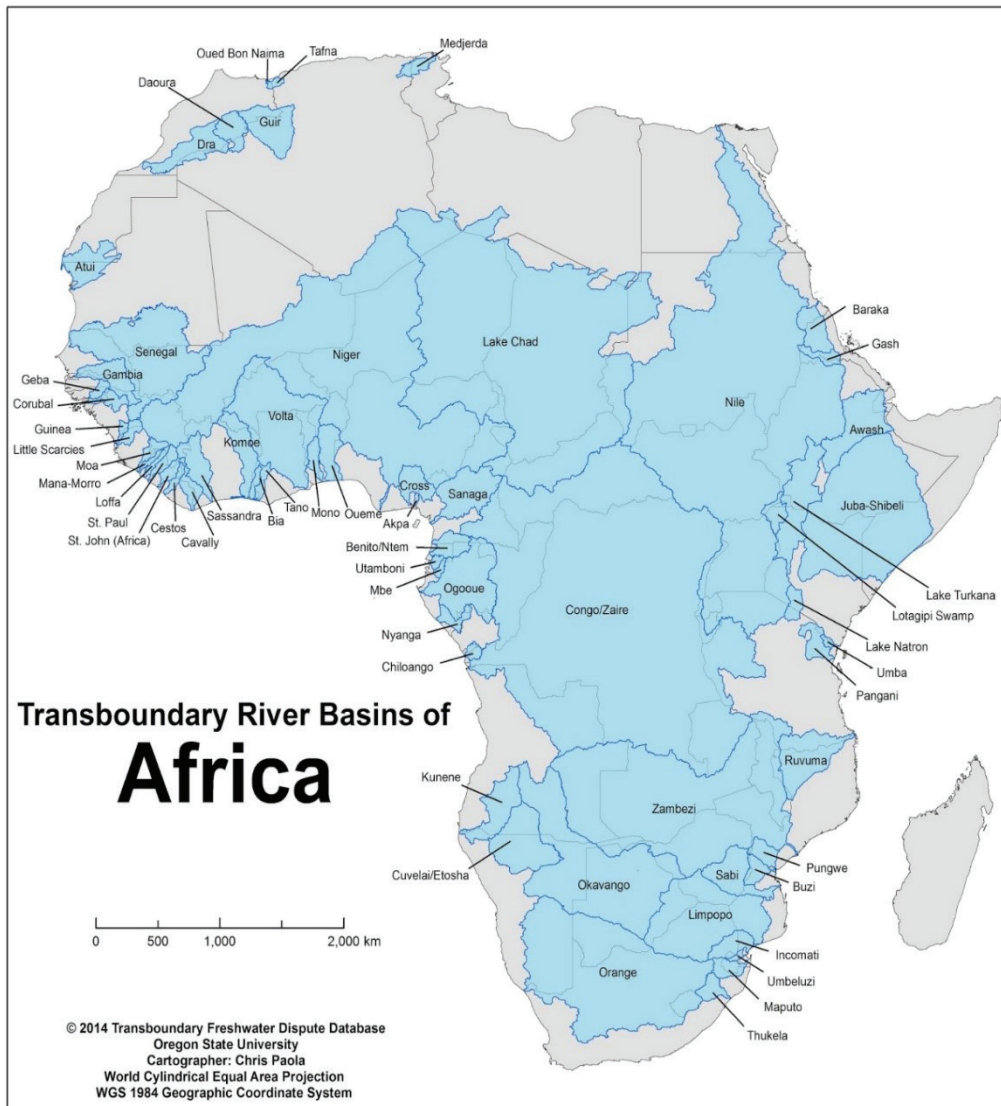 Oued Bon Naima
Tafna
Medjerda
Daoura
Guir
Dra
Atui
Baraka
Senegal
Niger
Lake Chad
Gash
Geba
Gambia
Nile
Corubal
Volta
Awash
Guinea
Komoe
Little Scarcies
Moa
Mana-Morro
Cross
Sanaga
Juba-Shibeli
Loffa
St. Paul
St. John (Africa)
Cestos
Cavally
Sassandra
Bia
Tano
Mono
Oueme
Akpa
Benito/Ntem
Utamboni
Mbe
Ogooue
Congo/Zaire
Lake Turkana
Lotagipi Swamp
Nyanga
Lake Natron
Chiloango
Umba
Pangani
Transboundary River Basins of
Africa
Ruvuma
Kunene
Zambezi
Cuvelai/Etosha
Pungwe
Okavango
Sabi
Buzi
Limpopo
0 500 1,000 2,000 km
Incomati
Orange
Umbeluzi
Maputo
Thukela
© 2014 Transboundary Freshwater Dispute Database
Oregon State University
Cartographer: Chris Paola
World Cylindrical Equal Area Projection
WGS 1984 Geographic Coordinate System